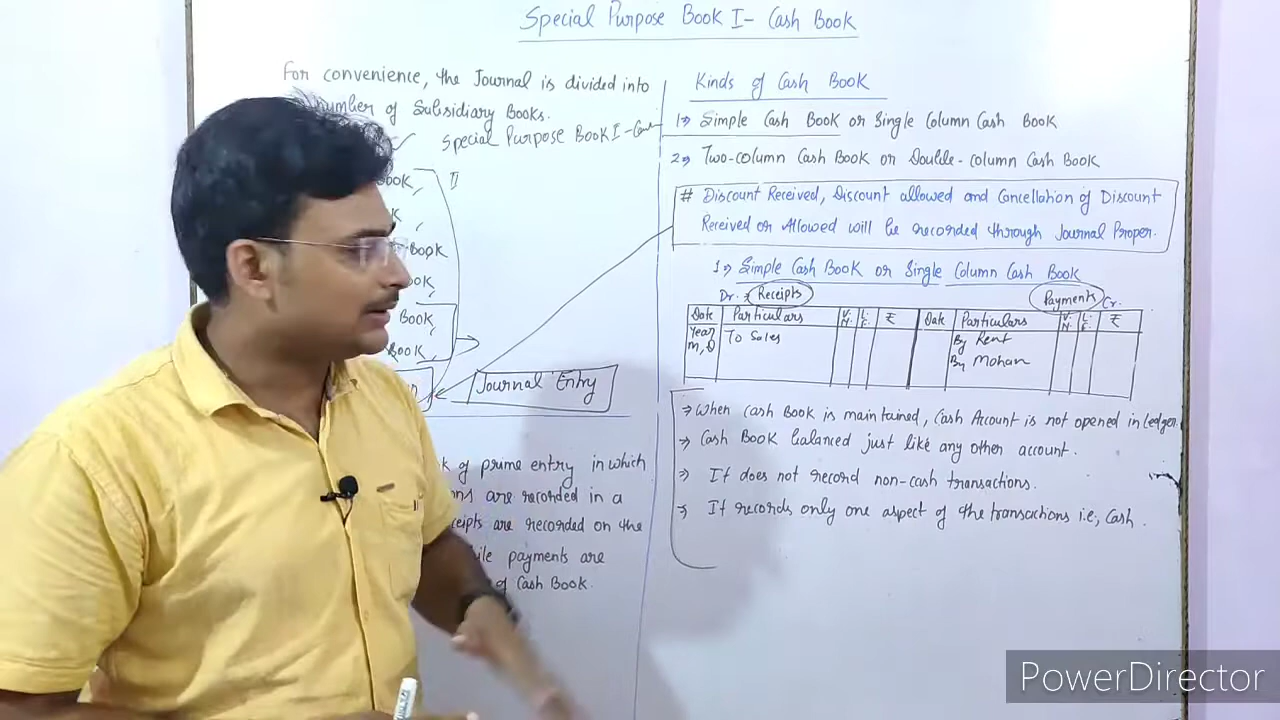 Special Purpose Book I- Cash Book
For convenience, the Journal is divided into
number of Subsidiary Books.
Special Purpose Book I -
Book II
Book
Book
Book
Book
Journal Entry
of prime entry in which
are recorded in a
receipts are recorded on the
payments are
of Cash Book.
Kinds of Cash Book
1⇒ Simple Cash Book or Single Column Cash Book
2⇒ Two-column Cash Book or Double-column Cash Book
# Discount Received, Discount allowed and Cancellation of Discount
Received or Allowed will be recorded through Journal Proper.
1⇒ Simple Cash Book or Single Column Cash Book
Dr. Receipts Payments Cr.
Date Particulars V.N. L.F. ₹ Date Particulars V.N. L.F. ₹
Year To Sales By Rent
M, D By Mohan
⇒ When Cash Book is maintained, Cash Account is not opened in Ledger.
⇒ Cash Book balanced just like any other account.
⇒ It does not record non-cash transactions.
⇒ It records only one aspect of the transactions i.e; Cash.
PowerDirector